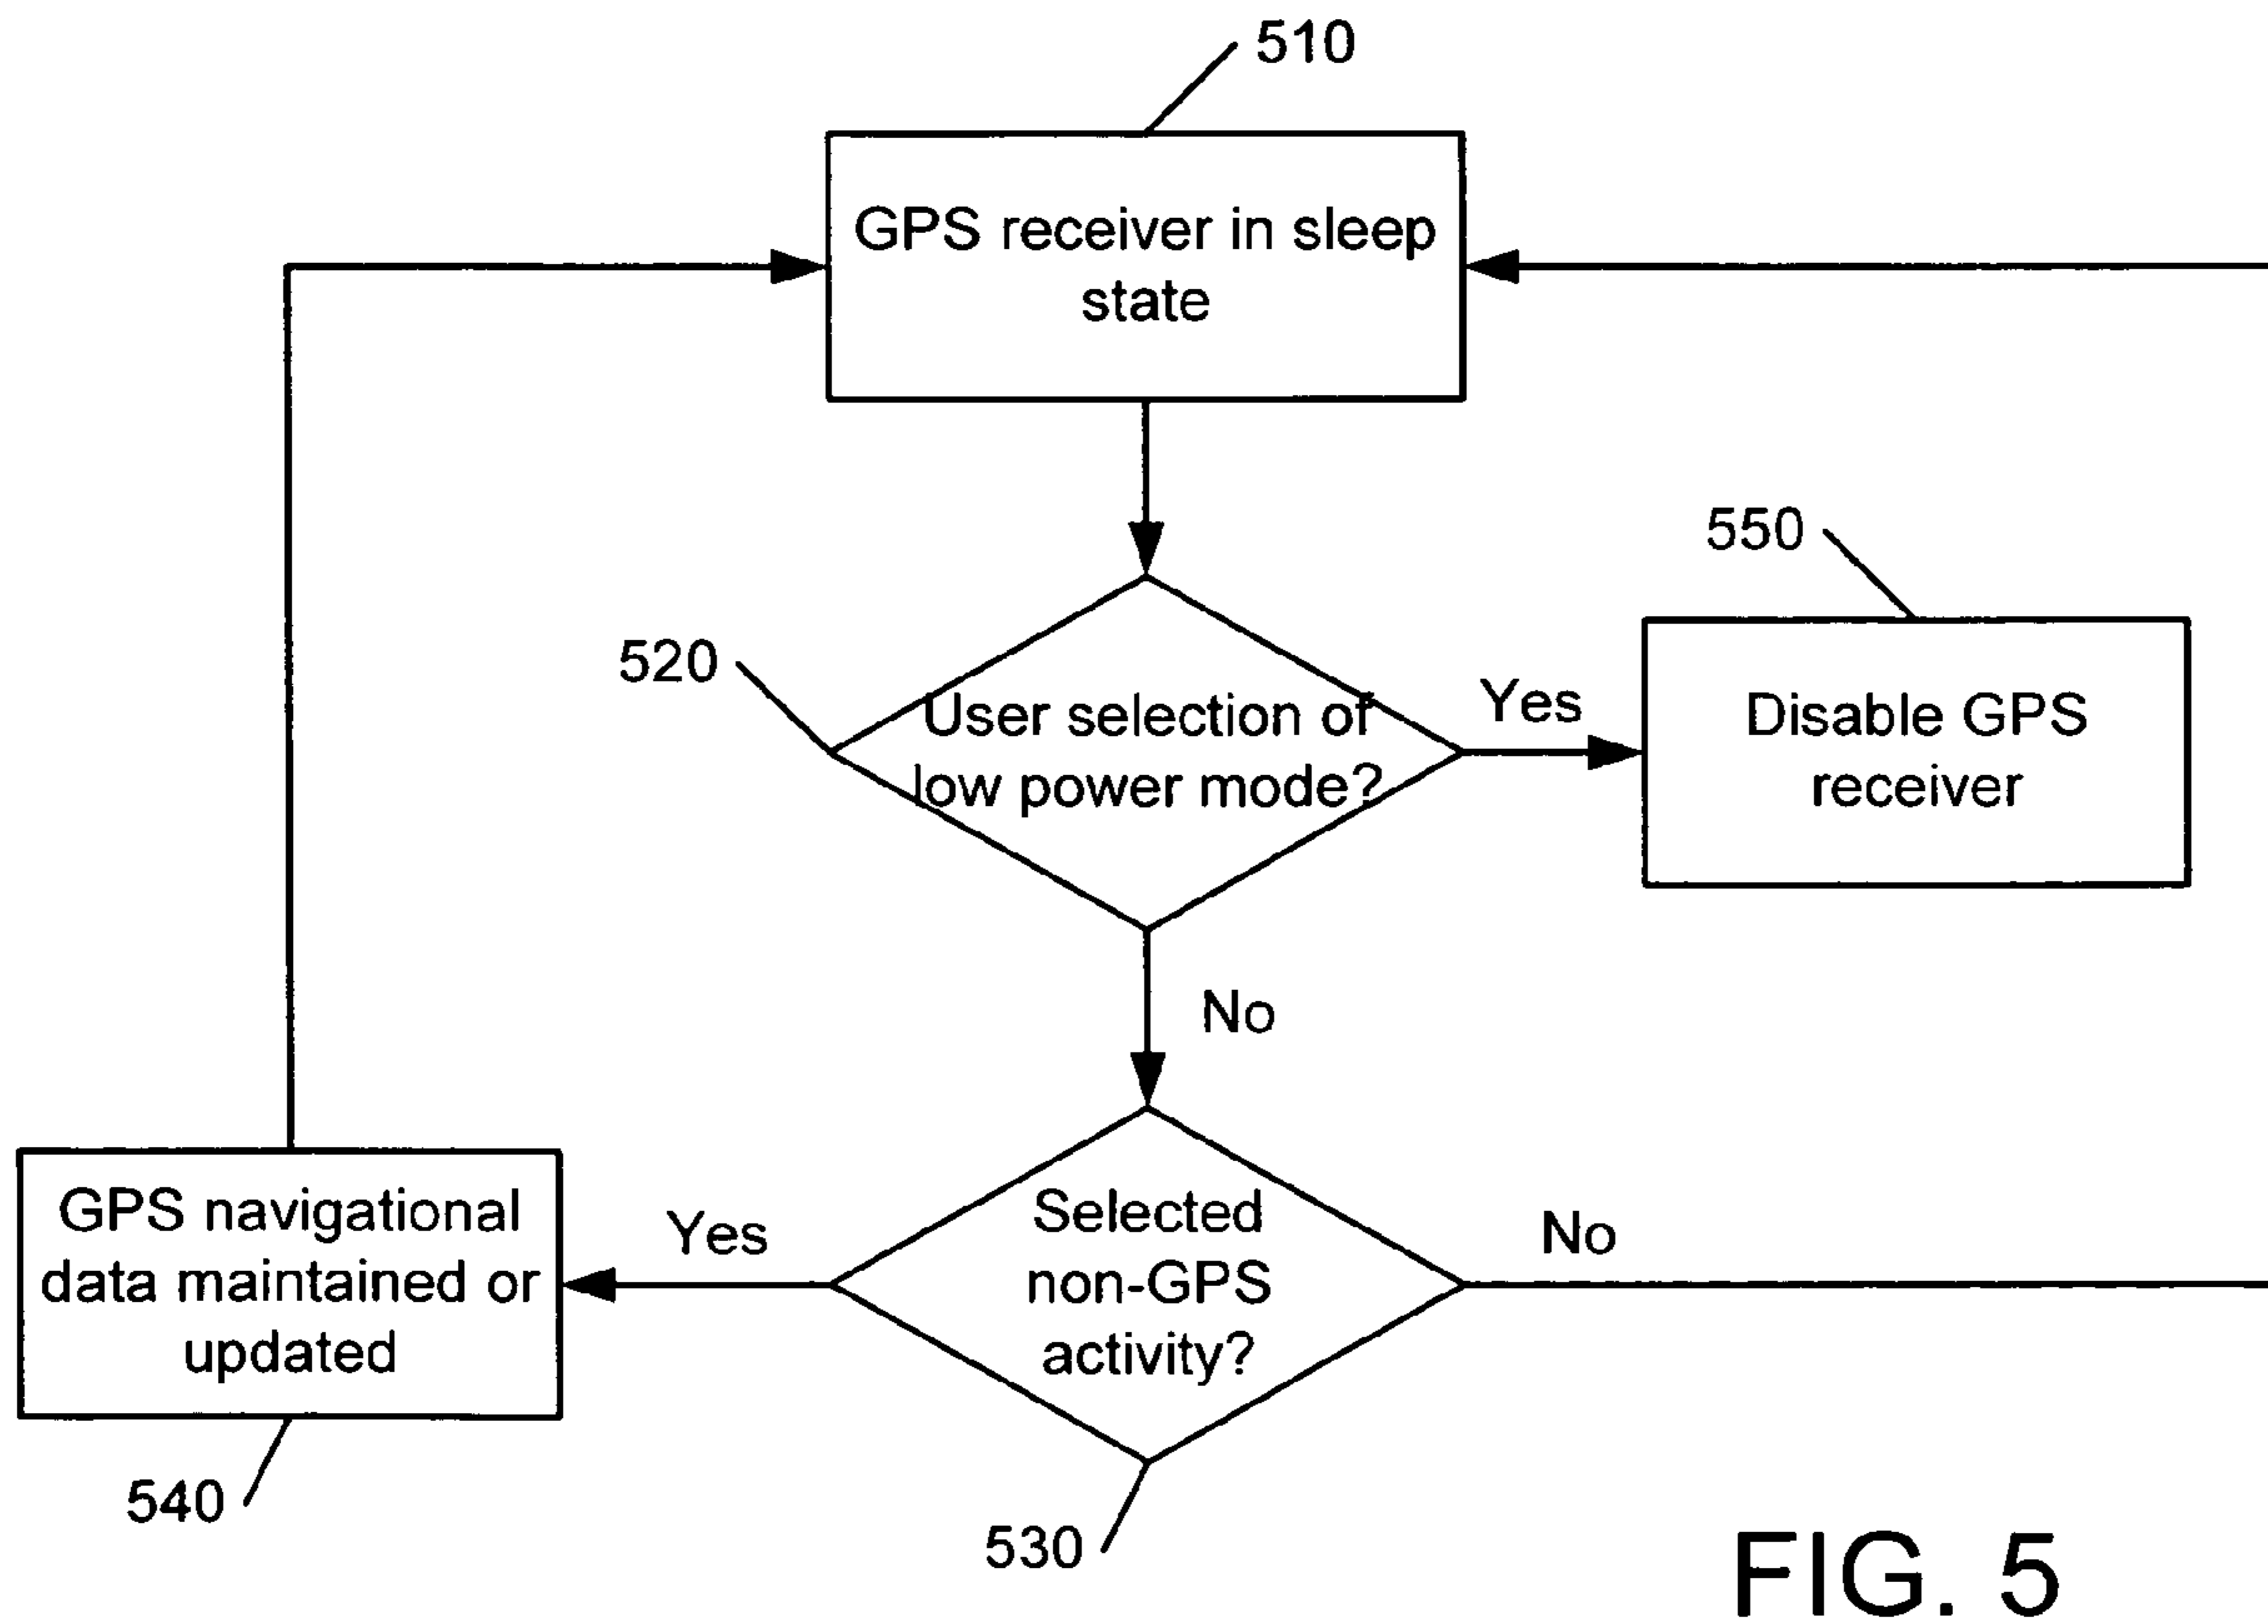 510
GPS receiver in sleep
state
550
520
User selection of
low power mode?
Yes
Disable GPS
receiver
No
GPS navigational
data maintained or
updated
Yes
Selected
non-GPS
activity?
No
540
530
FIG. 5